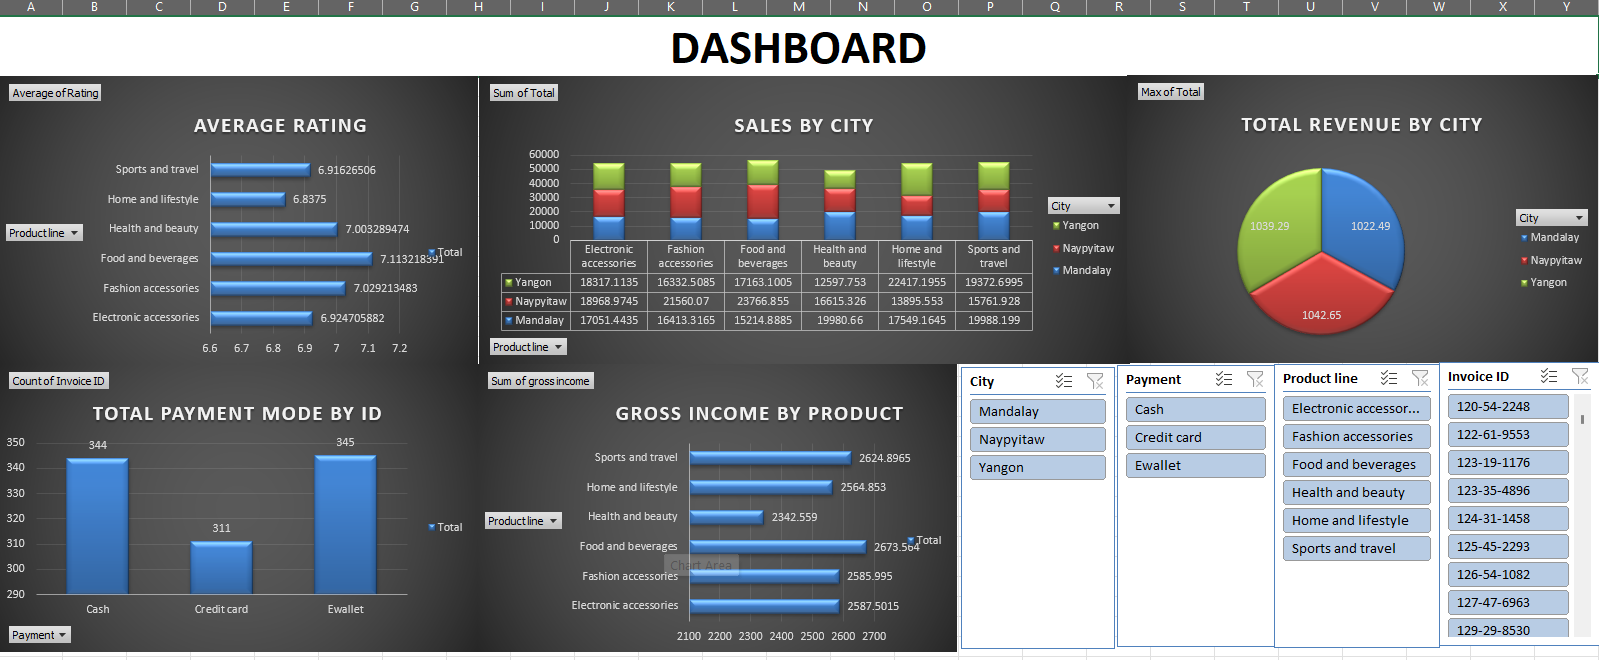 A B C D E F G H I J K L M N O P Q R S T U V W X Y
DASHBOARD
Average of Rating
AVERAGE RATING
Sports and travel 6.91626506
Home and lifestyle 6.8375
Health and beauty 7.003289474
Food and beverages 7.113218391
Fashion accessories 7.029213483
Electronic accessories 6.924705882
6.6 6.7 6.8 6.9 7 7.1 7.2
Product line
Total
Sum of Total
SALES BY CITY
60000
50000
40000
30000
20000
10000
0
Electronic accessories Fashion accessories Food and beverages Health and beauty Home and lifestyle Sports and travel
Yangon 18317.1135 16332.5085 17163.1005 12597.753 22417.1955 19372.6995
Naypyitaw 18968.9745 21560.07 23766.855 16615.326 13895.553 15761.928
Mandalay 17051.4435 16413.3165 15214.8885 19980.66 17549.1645 19988.199
Product line
City
Yangon
Naypyitaw
Mandalay
Max of Total
TOTAL REVENUE BY CITY
1039.29
1022.49
1042.65
City
Mandalay
Naypyitaw
Yangon
Count of Invoice ID
TOTAL PAYMENT MODE BY ID
350
340
330
320
310
300
290
344
311
345
Cash Credit card Ewallet
Total
Payment
Sum of gross income
GROSS INCOME BY PRODUCT
Sports and travel 2624.8965
Home and lifestyle 2564.853
Health and beauty 2342.559
Food and beverages 2673.564
Fashion accessories 2585.995
Electronic accessories 2587.5015
2100 2200 2300 2400 2500 2600 2700
Product line
Total
Chart Area
City
Mandalay
Naypyitaw
Yangon
Payment
Cash
Credit card
Ewallet
Product line
Electronic accessor...
Fashion accessories
Food and beverages
Health and beauty
Home and lifestyle
Sports and travel
Invoice ID
120-54-2248
122-61-9553
123-19-1176
123-35-4896
124-31-1458
125-45-2293
126-54-1082
127-47-6963
129-29-8530